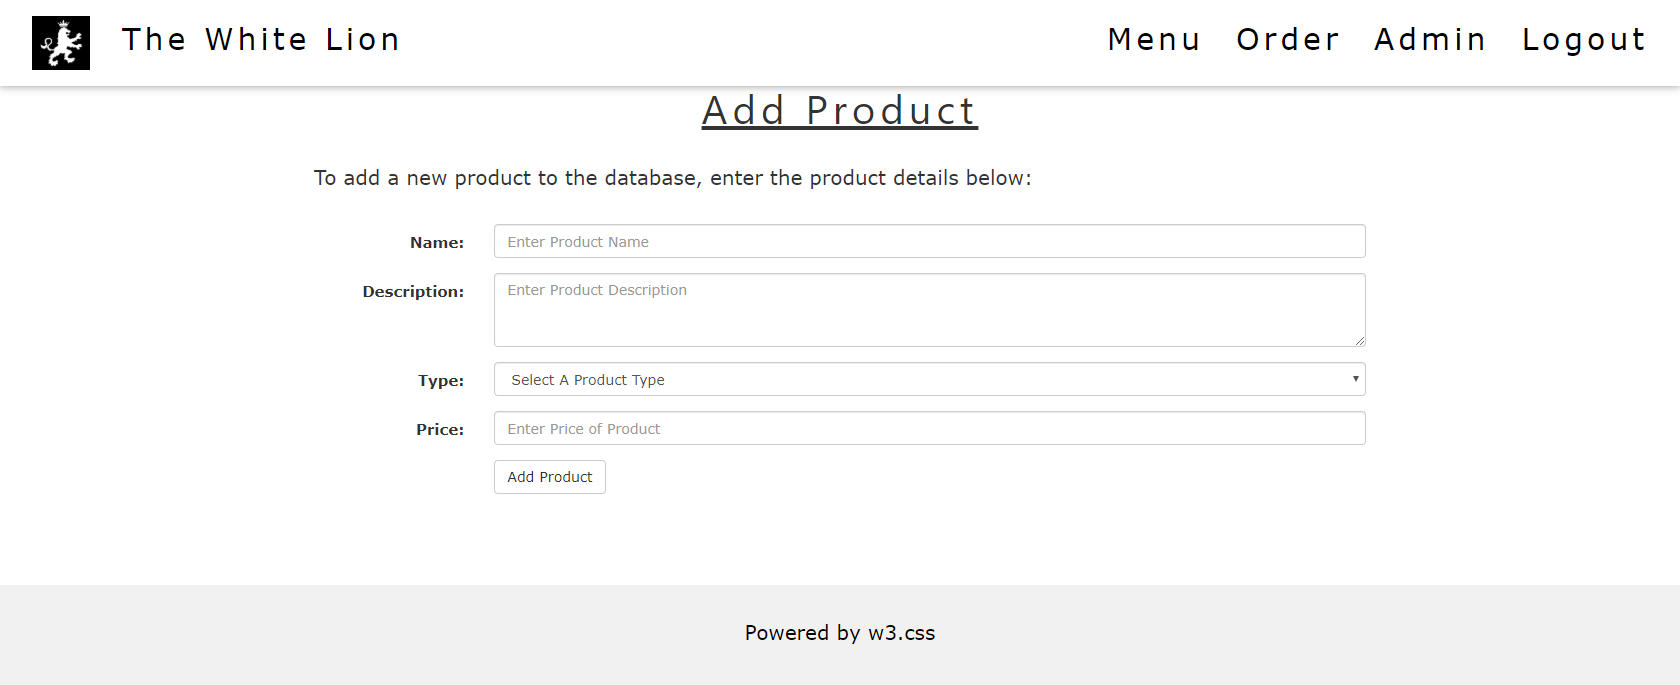 The White Lion Menu Order Admin Logout
Add Product
To add a new product to the database, enter the product details below:
Name: Enter Product Name
Description: Enter Product Description
Type: Select A Product Type
Price: Enter Price of Product
Add Product
Powered by w3.css